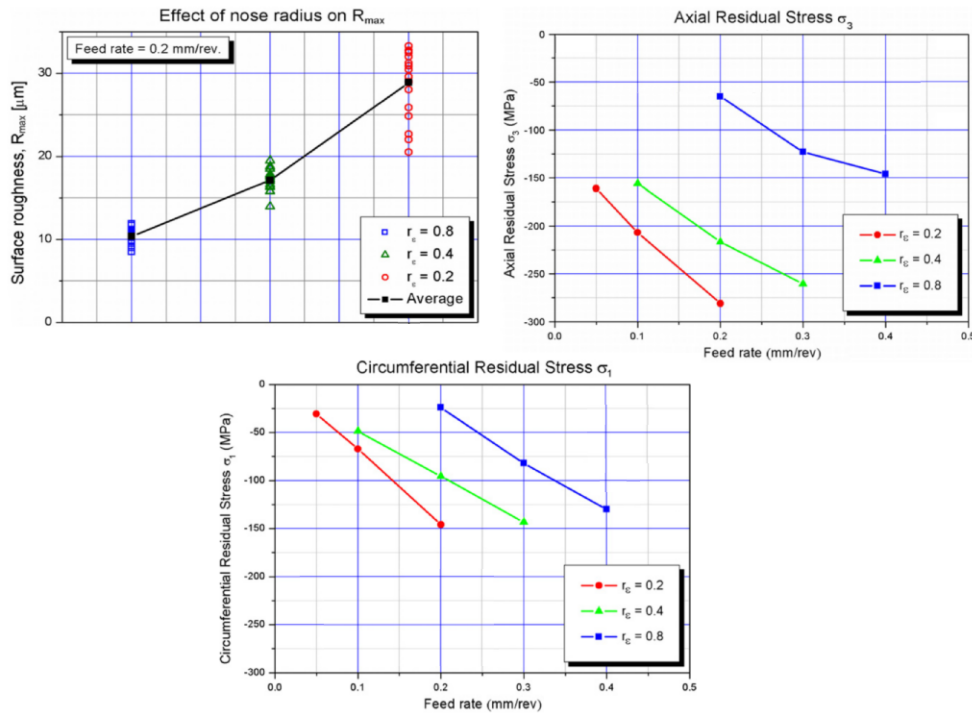 Effect of nose radius on Rmax
Feed rate = 0.2 mm/rev.
Surface roughness, Rmax [μm]
30
20
10
0
rε = 0.8
rε = 0.4
rε = 0.2
Average
Axial Residual Stress σ3
Axial Residual Stress σ3 (MPa)
0
-50
-100
-150
-200
-250
-300
0.0 0.1 0.2 0.3 0.4 0.5
Feed rate (mm/rev)
rε = 0.2
rε = 0.4
rε = 0.8
Circumferential Residual Stress σ1
Circumferential Residual Stress σ1 (MPa)
0
-50
-100
-150
-200
-250
-300
0.0 0.1 0.2 0.3 0.4 0.5
Feed rate (mm/rev)
rε = 0.2
rε = 0.4
rε = 0.8